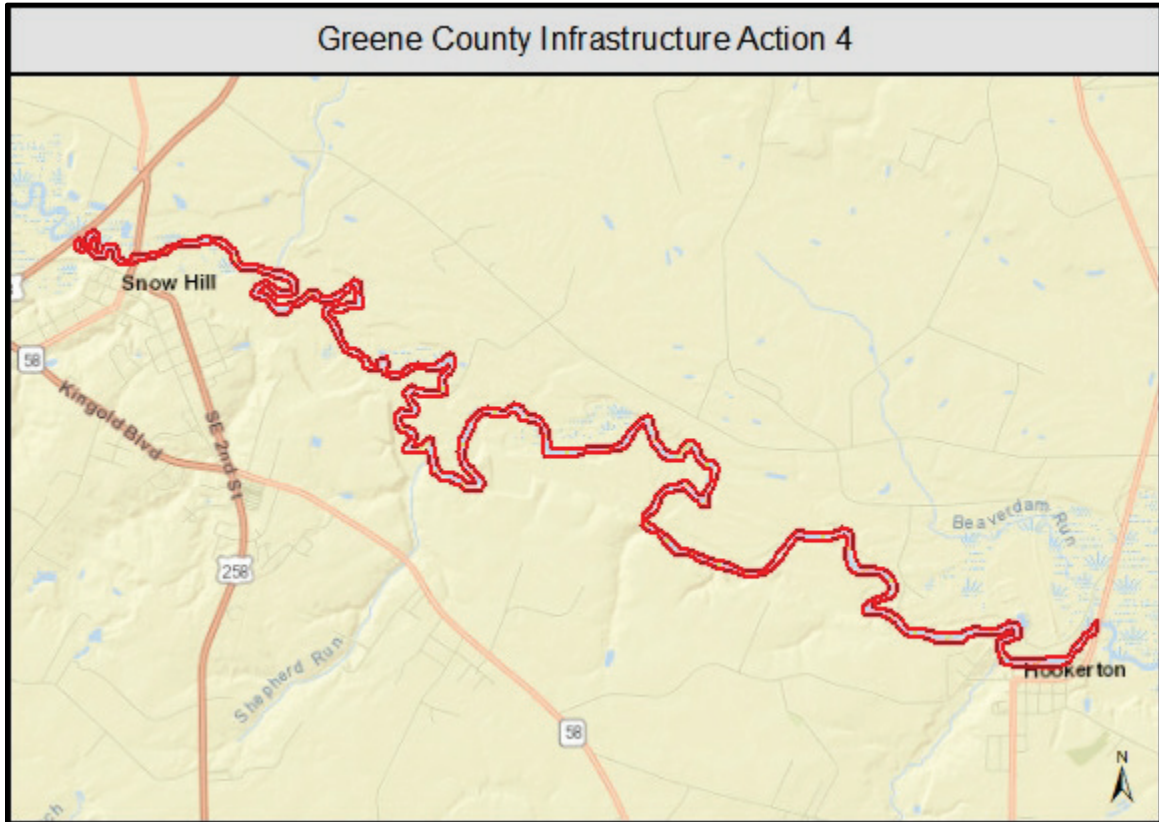 Greene County Infrastructure Action 4
Snow Hill
58
Kingold Blvd
SE 2nd St
258
Beaverdam
Run
Shepherd Run
Hookerton
58
N